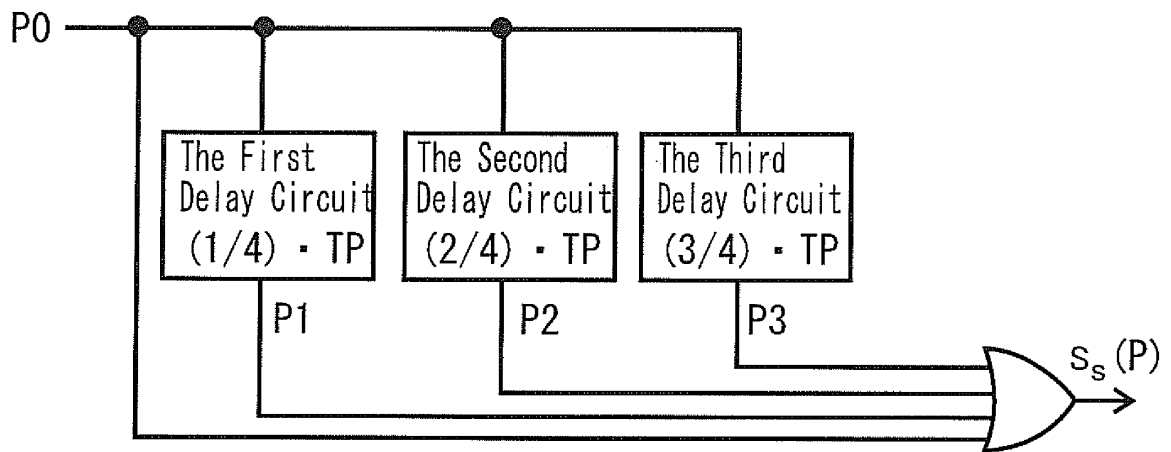 P0
The First
Delay Circuit
(1/4)・TP
The Second
Delay Circuit
(2/4)・TP
The Third
Delay Circuit
(3/4)・TP
P1
P2
P3
Ss(P)